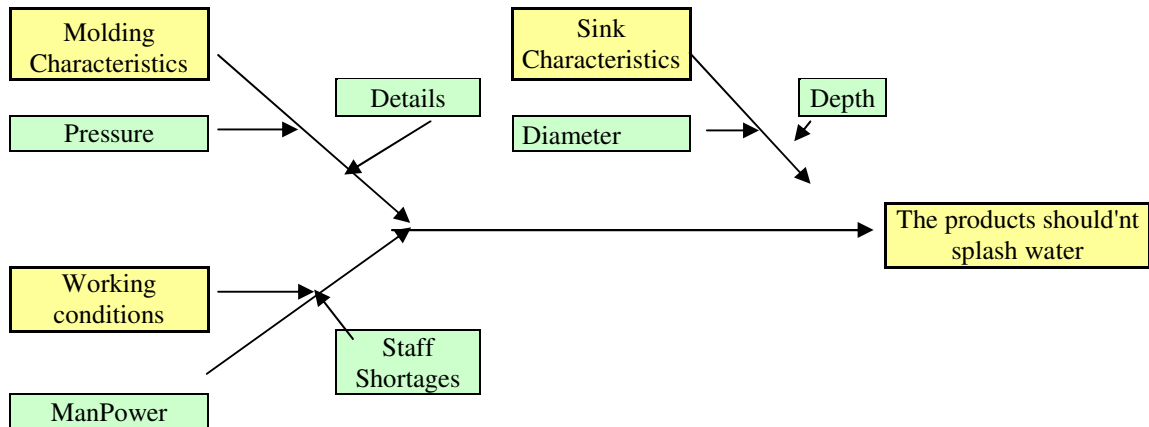 Molding
Characteristics
Sink
Characteristics
Details
Depth
Pressure
Diameter
The products should'nt
splash water
Working
conditions
Staff
Shortages
ManPower